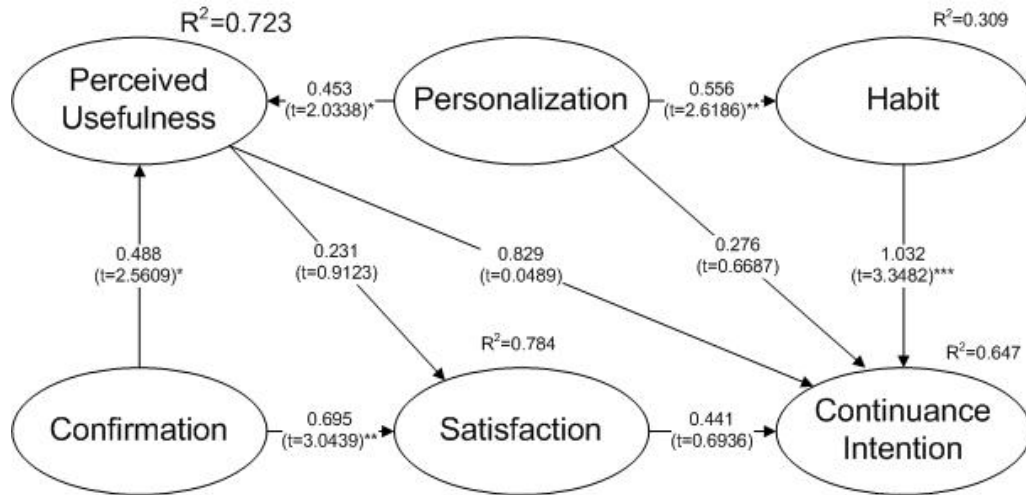 R²=0.723
R²=0.309
Perceived
Usefulness
0.453
(t=2.0338)*
Personalization
0.556
(t=2.6186)**
Habit
0.488
(t=2.5609)*
0.231
(t=0.9123)
0.829
(t=0.0489)
0.276
(t=0.6687)
1.032
(t=3.3482)***
R²=0.784
R²=0.647
Confirmation
0.695
(t=3.0439)**
Satisfaction
0.441
(t=0.6936)
Continuance
Intention